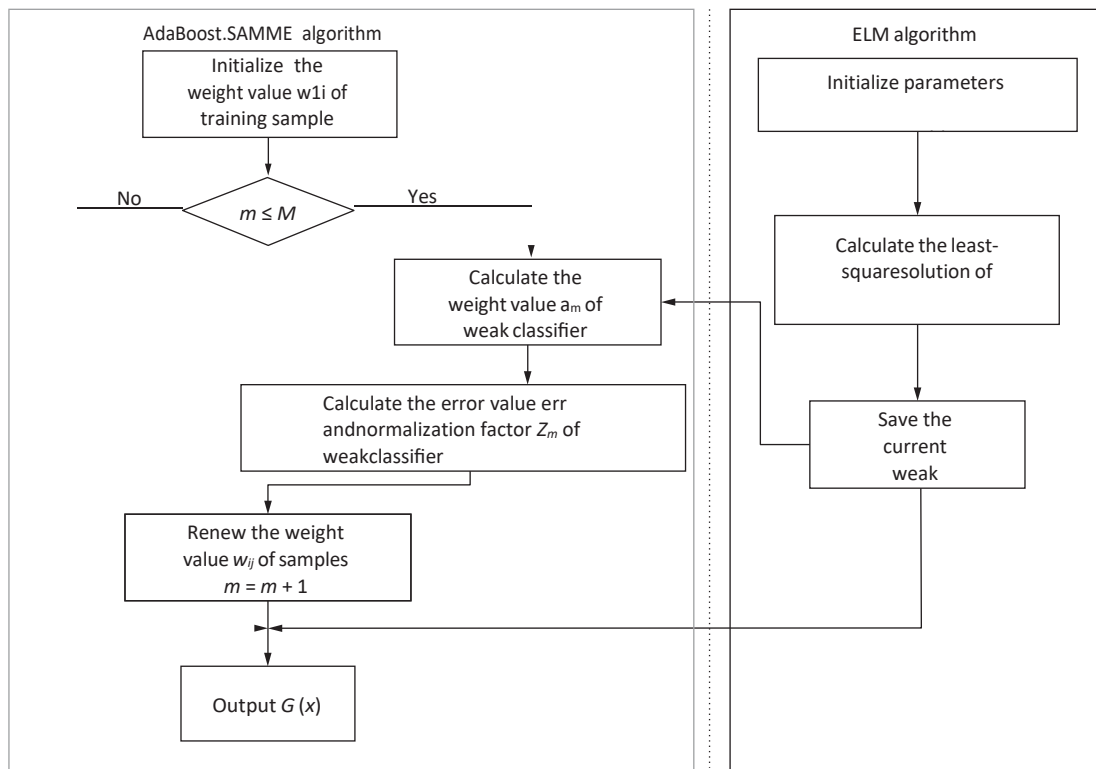 AdaBoost.SAMME algorithm
Initialize the
weight value w1i of
training sample
No
m ≤ M
Yes
Calculate the
weight value aₘ of
weak classifier
Calculate the error value err
andnormalization factor Zₘ of
weakclassifier
Renew the weight
value wᵢⱼ of samples
m = m + 1
Output G (x)
ELM algorithm
Initialize parameters
Calculate the least-
squaresolution of
Save the
current
weak